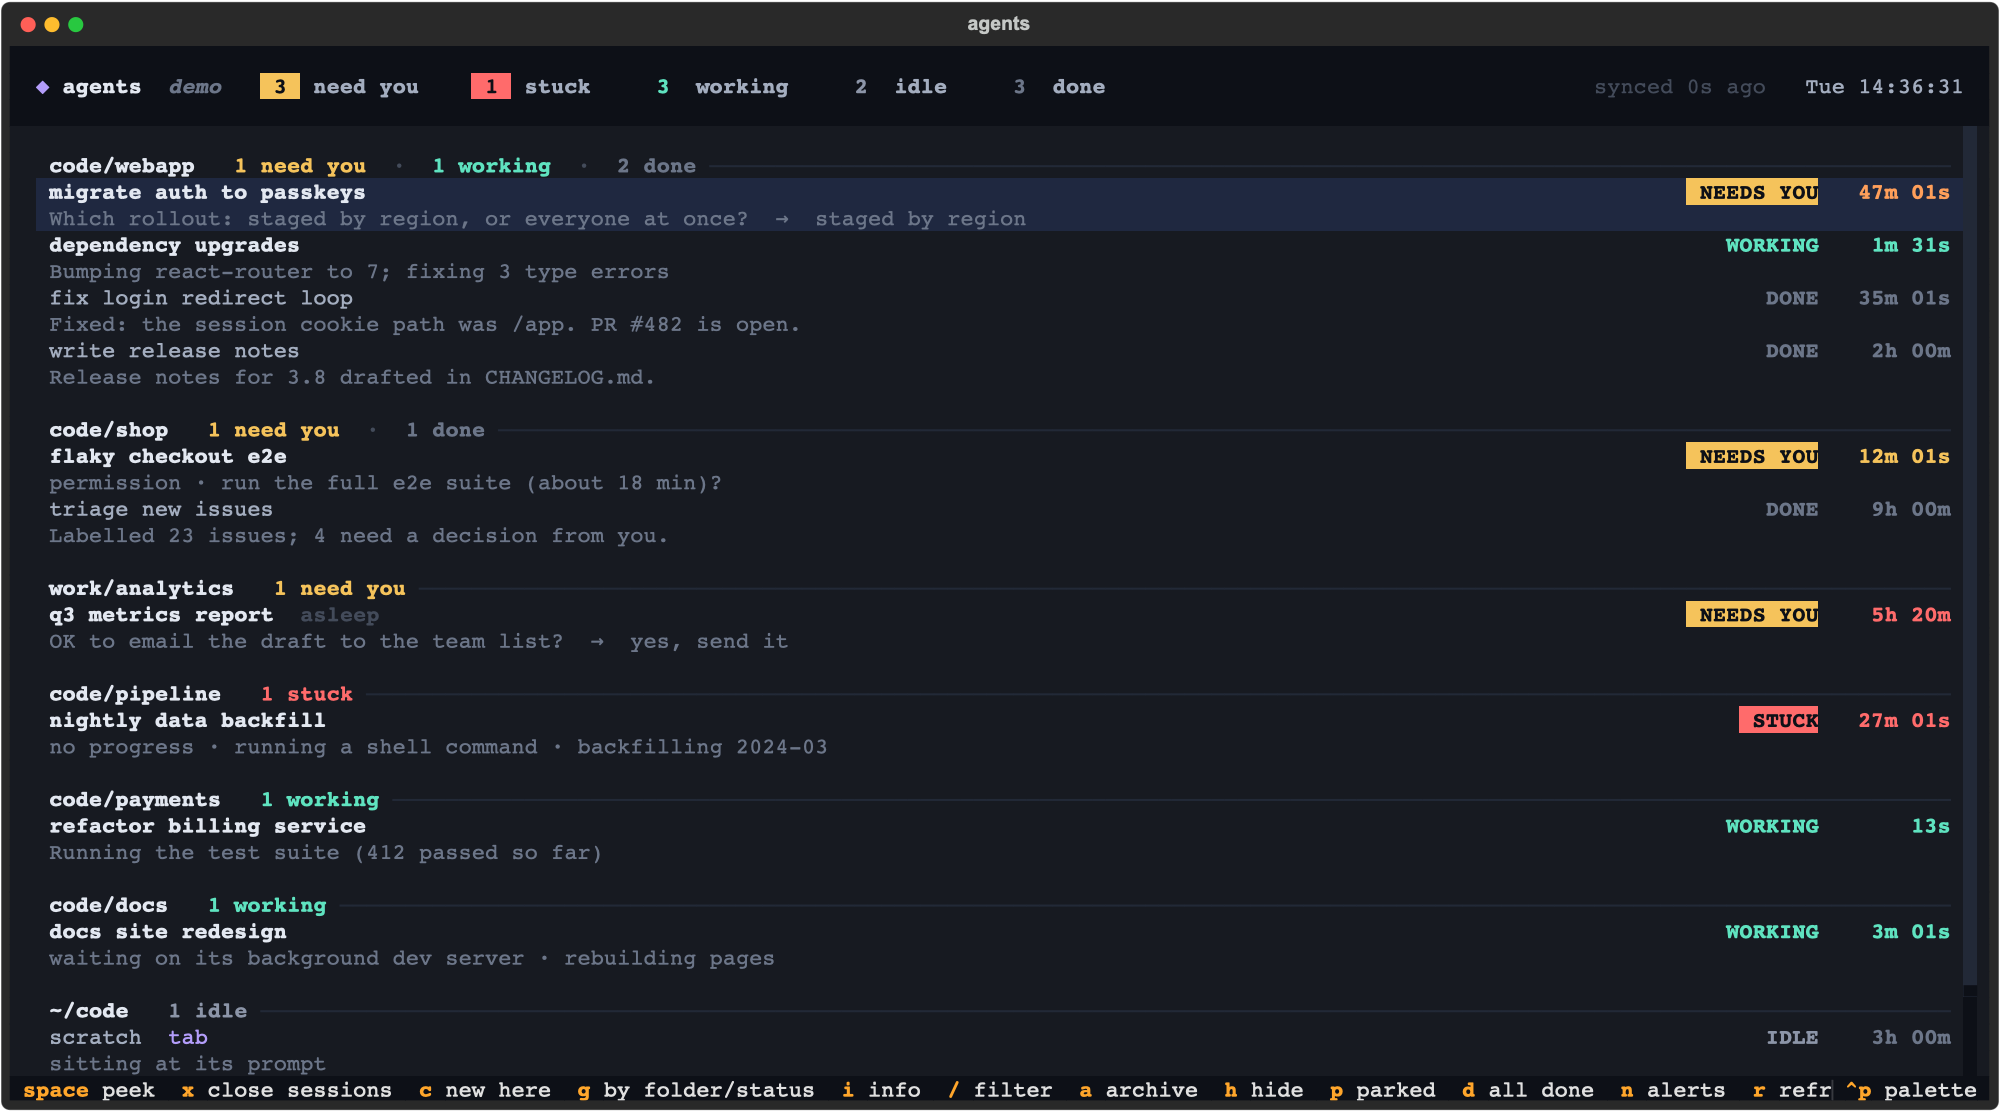 agents
◆ agents demo 3 need you 1 stuck 3 working 2 idle 3 done synced 0s ago Tue 14:36:31
code/webapp 1 need you · 1 working · 2 done
migrate auth to passkeys NEEDS YOU 47m 01s
Which rollout: staged by region, or everyone at once? → staged by region
dependency upgrades WORKING 1m 31s
Bumping react-router to 7; fixing 3 type errors
fix login redirect loop DONE 35m 01s
Fixed: the session cookie path was /app. PR #482 is open.
write release notes DONE 2h 00m
Release notes for 3.8 drafted in CHANGELOG.md.
code/shop 1 need you · 1 done
flaky checkout e2e NEEDS YOU 12m 01s
permission · run the full e2e suite (about 18 min)?
triage new issues DONE 9h 00m
Labelled 23 issues; 4 need a decision from you.
work/analytics 1 need you
q3 metrics report asleep NEEDS YOU 5h 20m
OK to email the draft to the team list? → yes, send it
code/pipeline 1 stuck
nightly data backfill STUCK 27m 01s
no progress · running a shell command · backfilling 2024-03
code/payments 1 working
refactor billing service WORKING 13s
Running the test suite (412 passed so far)
code/docs 1 working
docs site redesign WORKING 3m 01s
waiting on its background dev server · rebuilding pages
~/code 1 idle
scratch tab IDLE 3h 00m
sitting at its prompt
space peek x close sessions c new here g by folder/status i info / filter a archive h hide p parked d all done n alerts r refr ^p palette